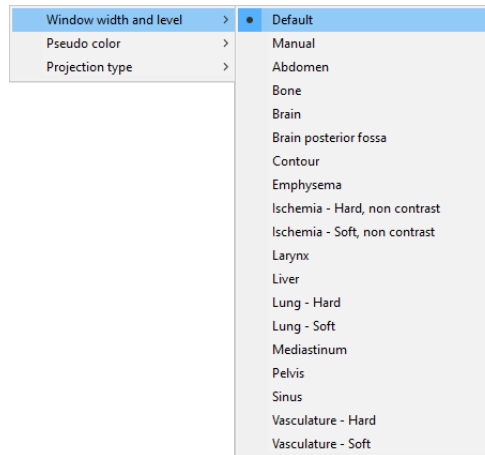 Window width and level
Pseudo color
Projection type
Default
Manual
Abdomen
Bone
Brain
Brain posterior fossa
Contour
Emphysema
Ischemia - Hard, non contrast
Ischemia - Soft, non contrast
Larynx
Liver
Lung - Hard
Lung - Soft
Mediastinum
Pelvis
Sinus
Vasculature - Hard
Vasculature - Soft